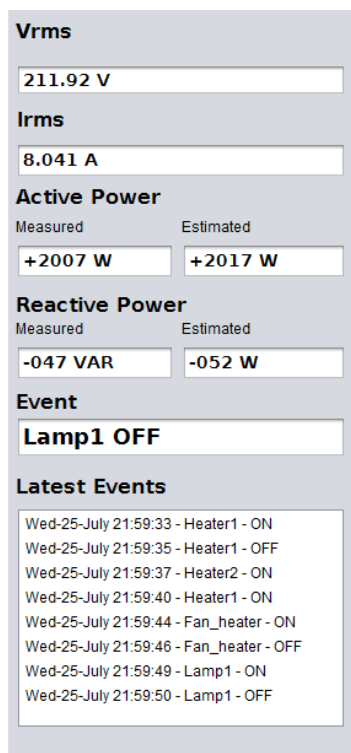 Vrms
211.92 V
Irms
8.041 A
Active Power
Measured Estimated
+2007 W +2017 W
Reactive Power
Measured Estimated
-047 VAR -052 W
Event
Lamp1 OFF
Latest Events
Wed-25-July 21:59:33 - Heater1 - ON
Wed-25-July 21:59:35 - Heater1 - OFF
Wed-25-July 21:59:37 - Heater2 - ON
Wed-25-July 21:59:40 - Heater1 - ON
Wed-25-July 21:59:44 - Fan_heater - ON
Wed-25-July 21:59:46 - Fan_heater - OFF
Wed-25-July 21:59:49 - Lamp1 - ON
Wed-25-July 21:59:50 - Lamp1 - OFF